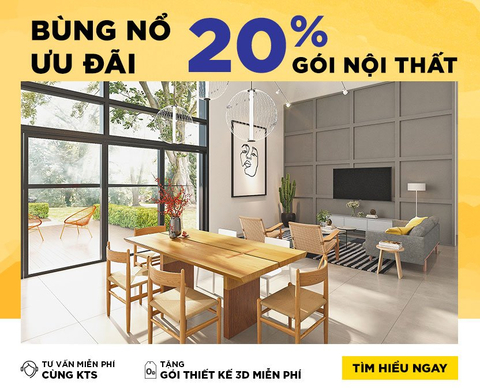 BÙNG NỔ
ƯU ĐÃI
20%
GÓI NỘI THẤT
TƯ VẤN MIỄN PHÍ
CÙNG KTS
0đ
TẶNG
GÓI THIẾT KẾ 3D MIỄN PHÍ
TÌM HIỂU NGAY